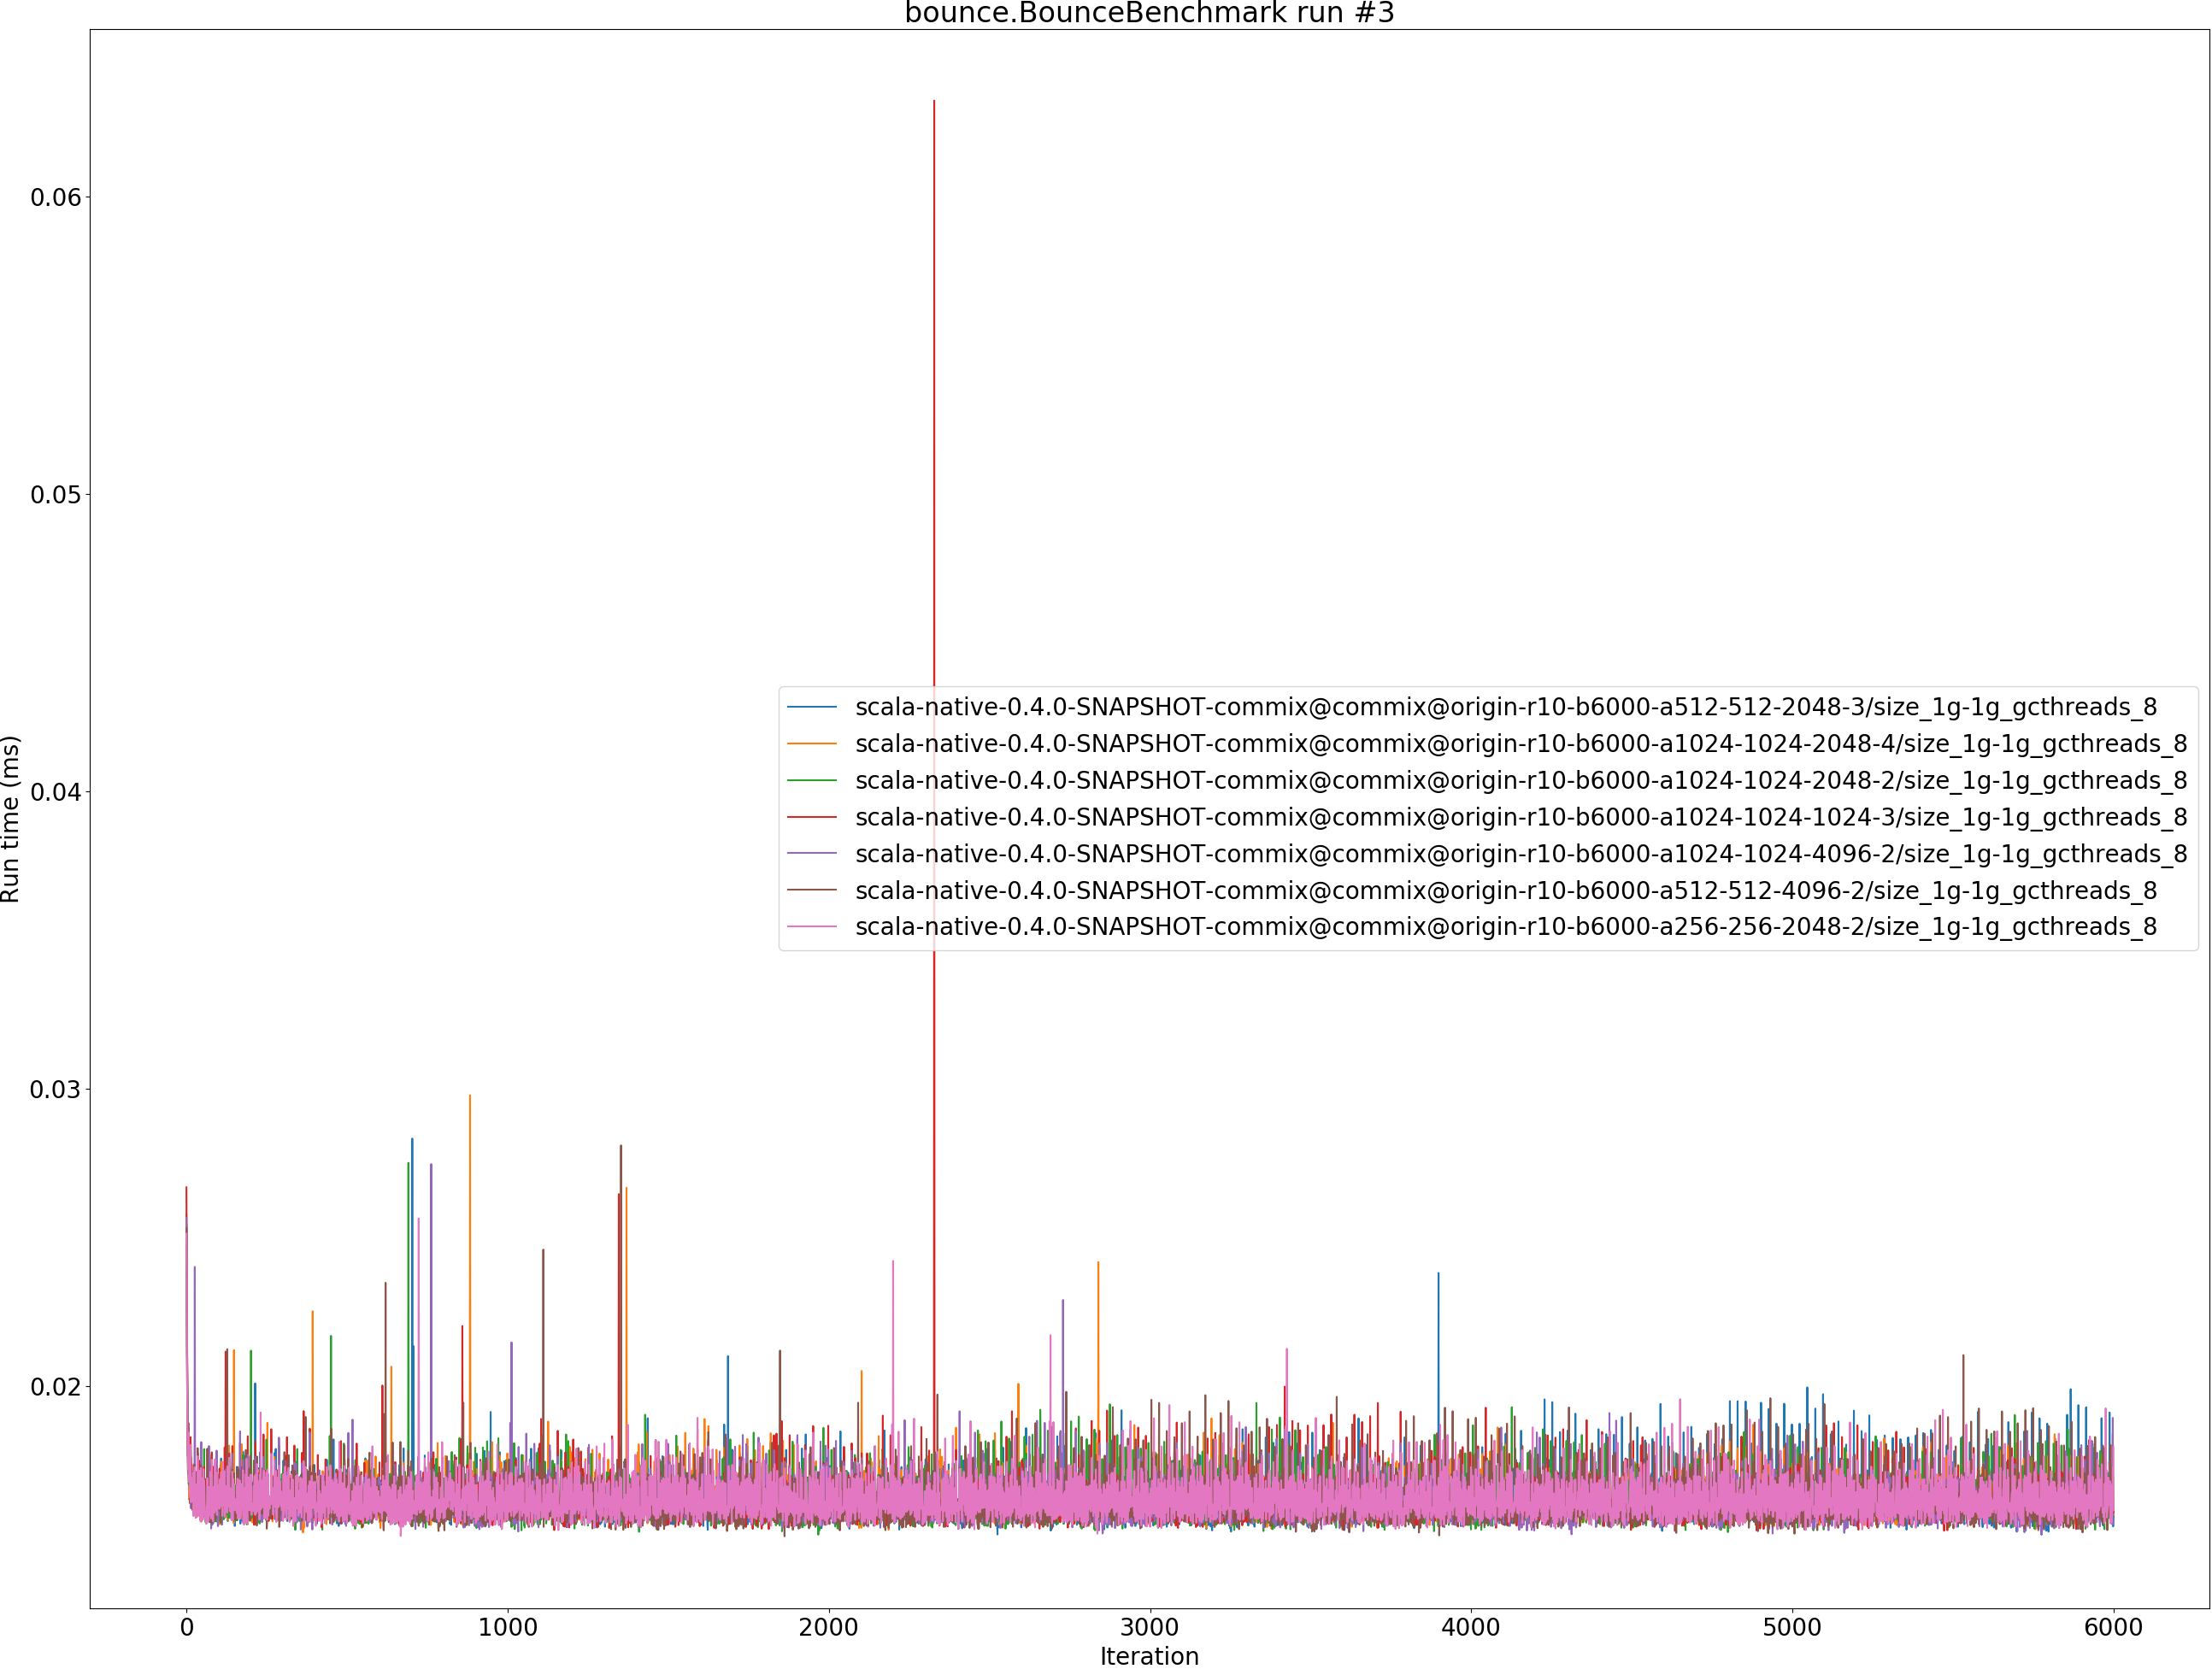 bounce.BounceBenchmark run #3
Run time (ms)
0.06
0.05
0.04
0.03
0.02
scala-native-0.4.0-SNAPSHOT-commix@commix@origin-r10-b6000-a512-512-2048-3/size_1g-1g_gcthreads_8
scala-native-0.4.0-SNAPSHOT-commix@commix@origin-r10-b6000-a1024-1024-2048-4/size_1g-1g_gcthreads_8
scala-native-0.4.0-SNAPSHOT-commix@commix@origin-r10-b6000-a1024-1024-2048-2/size_1g-1g_gcthreads_8
scala-native-0.4.0-SNAPSHOT-commix@commix@origin-r10-b6000-a1024-1024-1024-3/size_1g-1g_gcthreads_8
scala-native-0.4.0-SNAPSHOT-commix@commix@origin-r10-b6000-a1024-1024-4096-2/size_1g-1g_gcthreads_8
scala-native-0.4.0-SNAPSHOT-commix@commix@origin-r10-b6000-a512-512-4096-2/size_1g-1g_gcthreads_8
scala-native-0.4.0-SNAPSHOT-commix@commix@origin-r10-b6000-a256-256-2048-2/size_1g-1g_gcthreads_8
0 1000 2000 3000 4000 5000 6000
Iteration